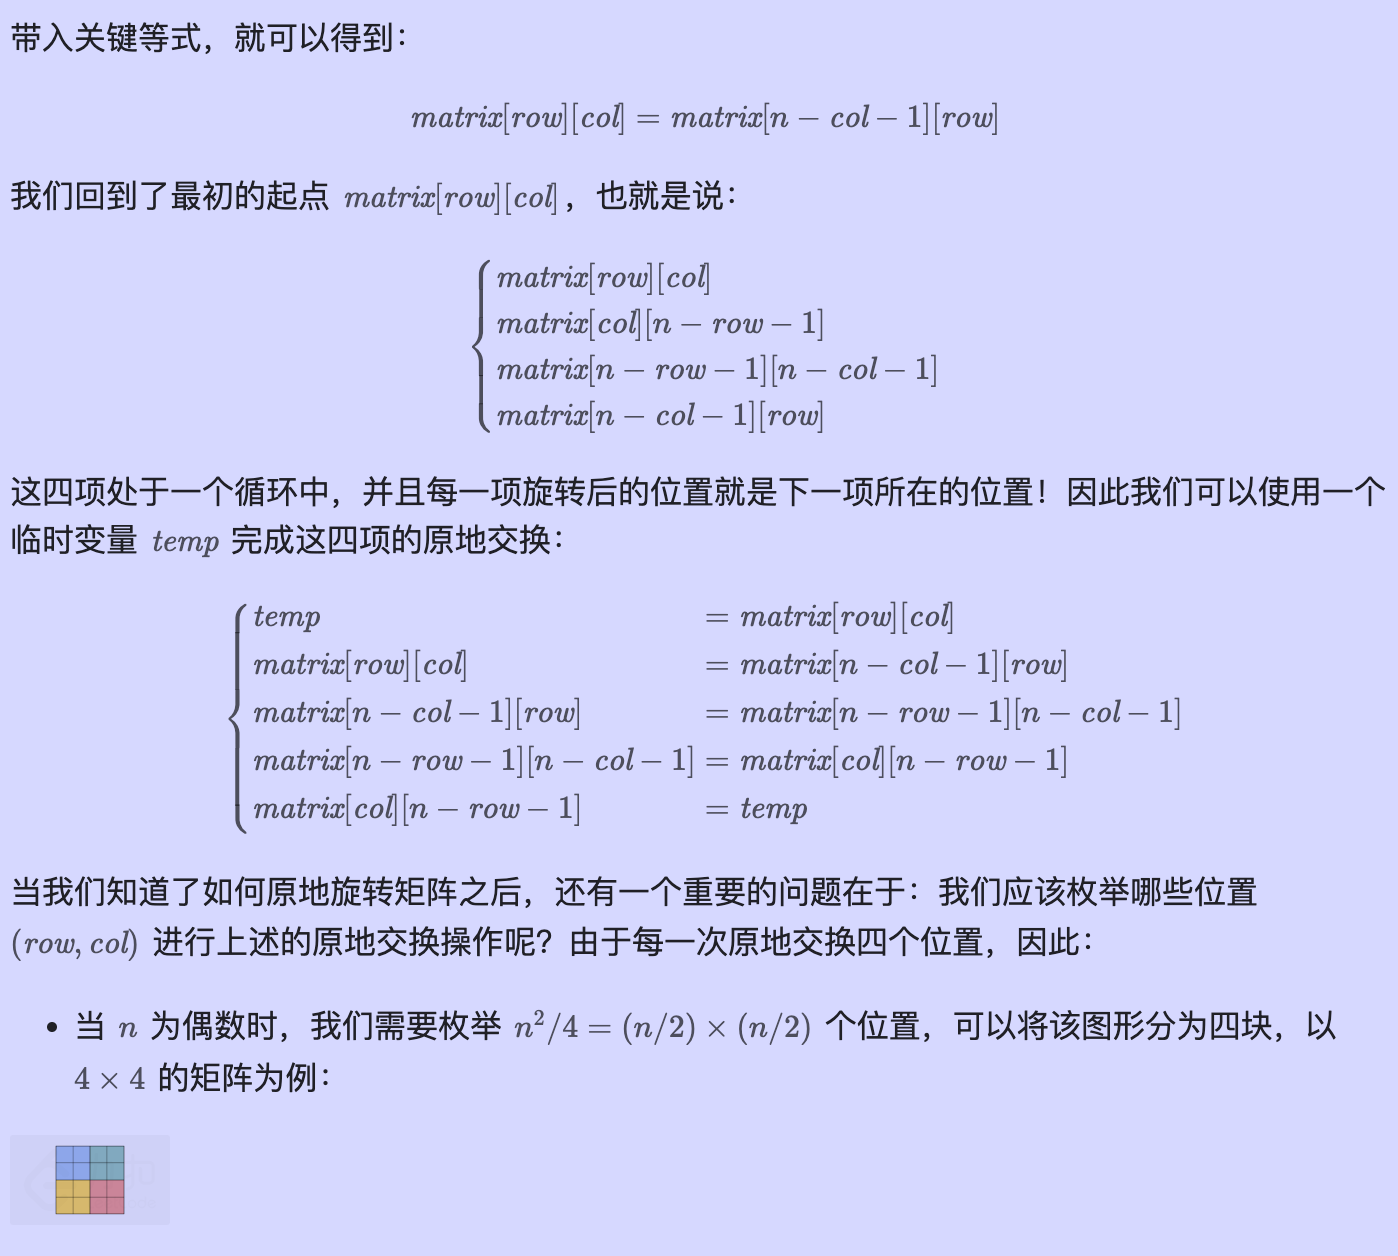 带入关键等式，就可以得到：
matrix[row][col] = matrix[n − col − 1][row]
我们回到了最初的起点 matrix[row][col]，也就是说：
matrix[row][col]
matrix[col][n − row − 1]
matrix[n − row − 1][n − col − 1]
matrix[n − col − 1][row]
这四项处于一个循环中，并且每一项旋转后的位置就是下一项所在的位置！因此我们可以使用一个
临时变量 temp 完成这四项的原地交换：
temp = matrix[row][col]
matrix[row][col] = matrix[n − col − 1][row]
matrix[n − col − 1][row] = matrix[n − row − 1][n − col − 1]
matrix[n − row − 1][n − col − 1] = matrix[col][n − row − 1]
matrix[col][n − row − 1] = temp
当我们知道了如何原地旋转矩阵之后，还有一个重要的问题在于：我们应该枚举哪些位置
(row, col) 进行上述的原地交换操作呢？由于每一次原地交换四个位置，因此：
• 当 n 为偶数时，我们需要枚举 n²/4 = (n/2) × (n/2) 个位置，可以将该图形分为四块，以
4 × 4 的矩阵为例：